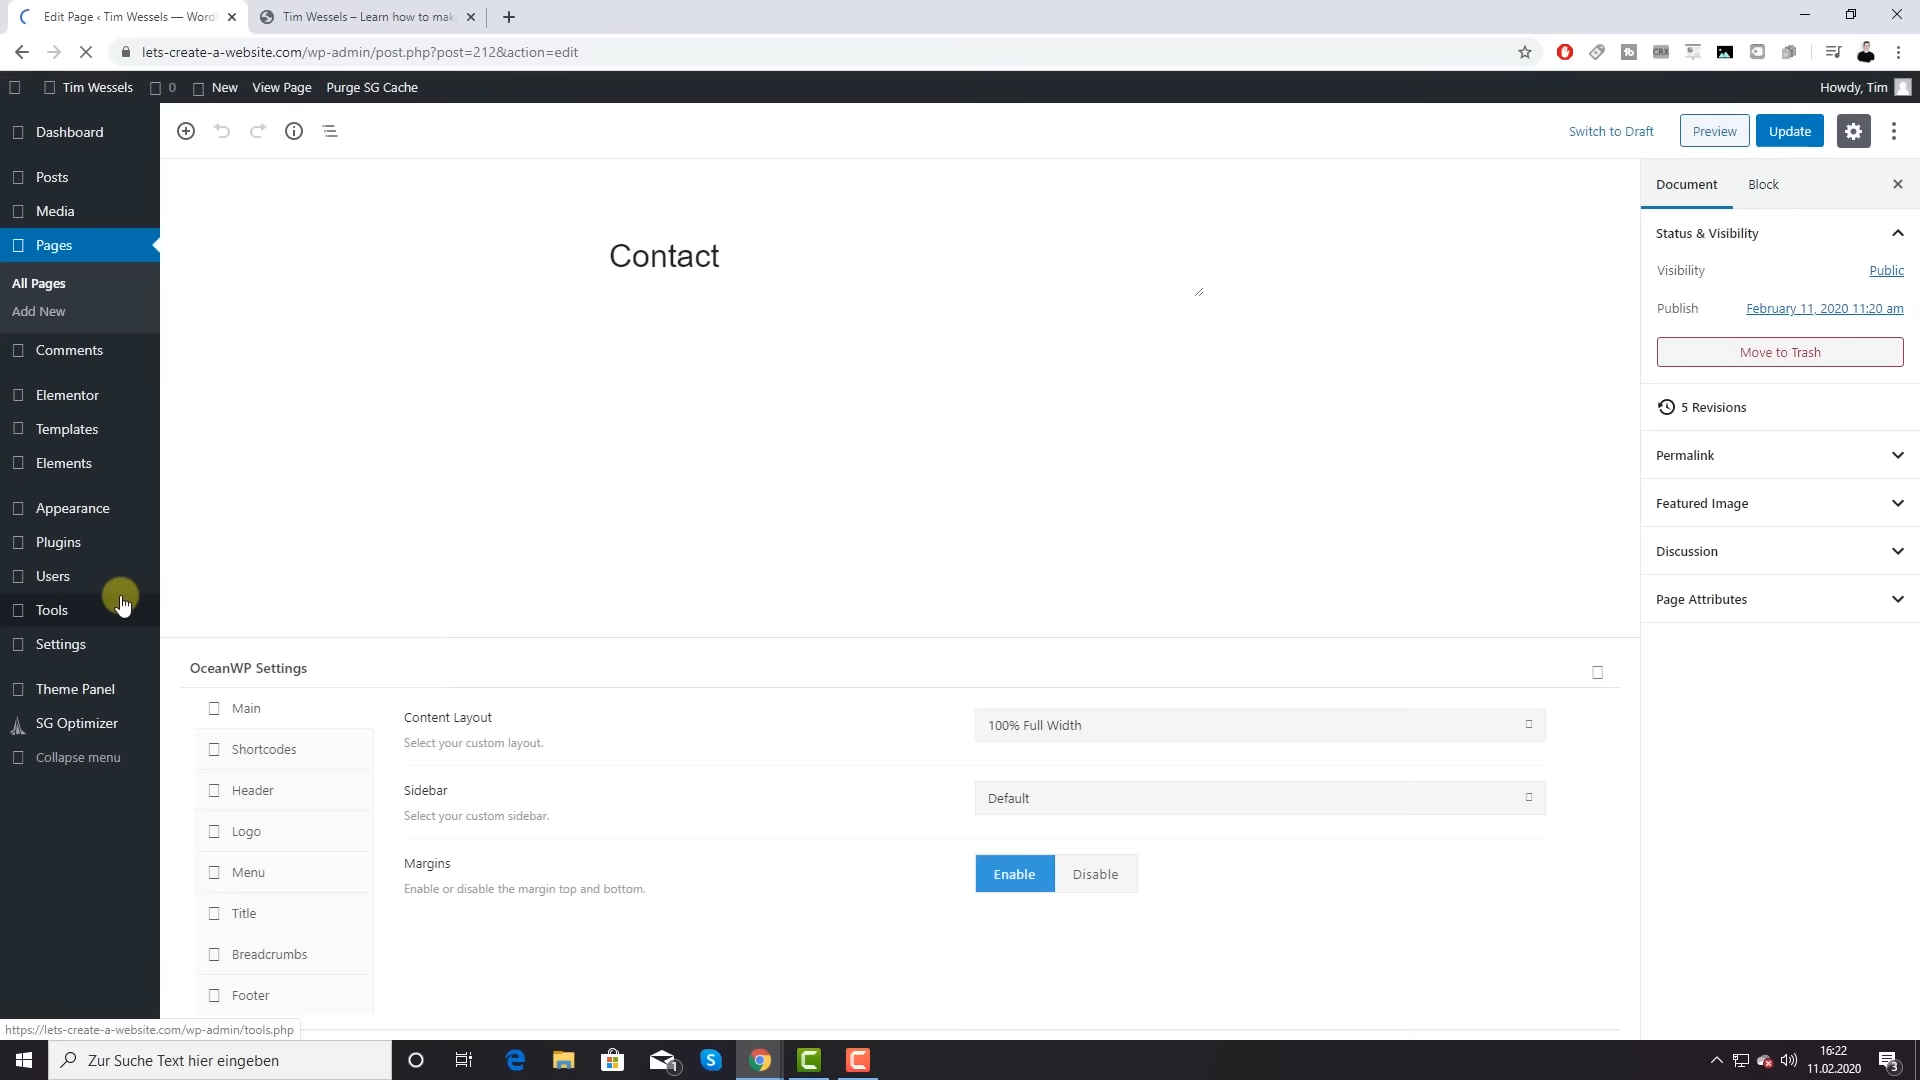 Edit Page ‹ Tim Wessels — Word
Tim Wessels – Learn how to mak
lets-create-a-website.com/wp-admin/post.php?post=212&action=edit
Tim Wessels
0
New
View Page
Purge SG Cache
Howdy, Tim
Dashboard
Posts
Media
Pages
All Pages
Add New
Comments
Elementor
Templates
Elements
Appearance
Plugins
Users
Tools
Settings
Theme Panel
SG Optimizer
Collapse menu
Switch to Draft
Preview
Update
Contact
Document
Block
Status & Visibility
Visibility
Public
Publish
February 11, 2020 11:20 am
Move to Trash
5 Revisions
Permalink
Featured Image
Discussion
Page Attributes
OceanWP Settings
Main
Shortcodes
Header
Logo
Menu
Title
Breadcrumbs
Footer
Content Layout
Select your custom layout.
100% Full Width
Sidebar
Select your custom sidebar.
Default
Margins
Enable or disable the margin top and bottom.
Enable
Disable
https://lets-create-a-website.com/wp-admin/tools.php
Zur Suche Text hier eingeben
1
16:22
11.02.2020
3